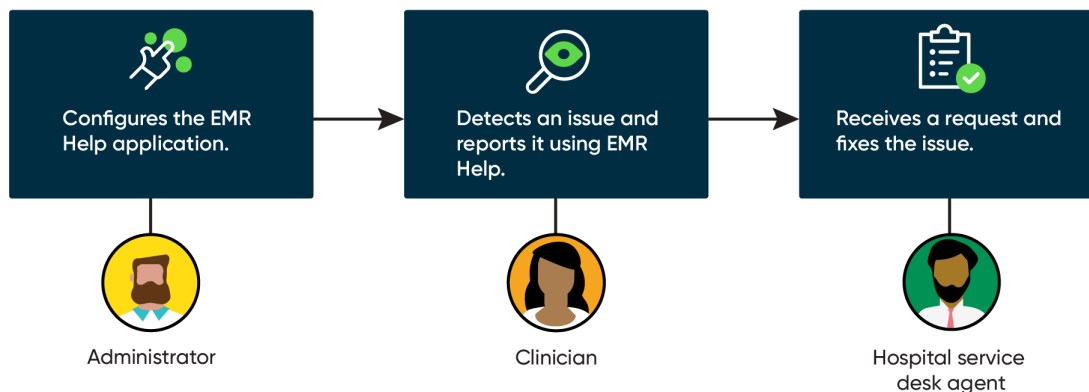 Configures the EMR
Help application.
Detects an issue and
reports it using EMR
Help.
Receives a request and
fixes the issue.
Administrator
Clinician
Hospital service
desk agent